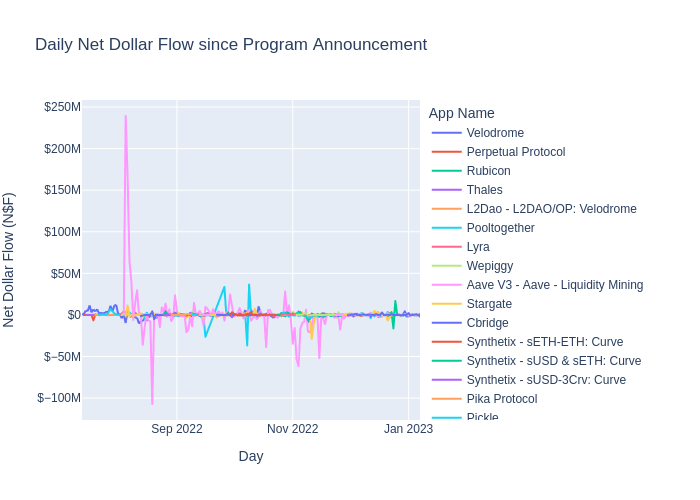 Daily Net Dollar Flow since Program Announcement
$250M
$200M
$150M
$100M
$50M
$0
−$50M
−$100M
Net Dollar Flow (N$F)
Sep 2022
Nov 2022
Jan 2023
Day
App Name
Velodrome
Perpetual Protocol
Rubicon
Thales
L2Dao - L2DAO/OP: Velodrome
Pooltogether
Lyra
Wepiggy
Aave V3 - Aave - Liquidity Mining
Stargate
Cbridge
Synthetix - sETH-ETH: Curve
Synthetix - sUSD & sETH: Curve
Synthetix - sUSD-3Crv: Curve
Pika Protocol
Pickle